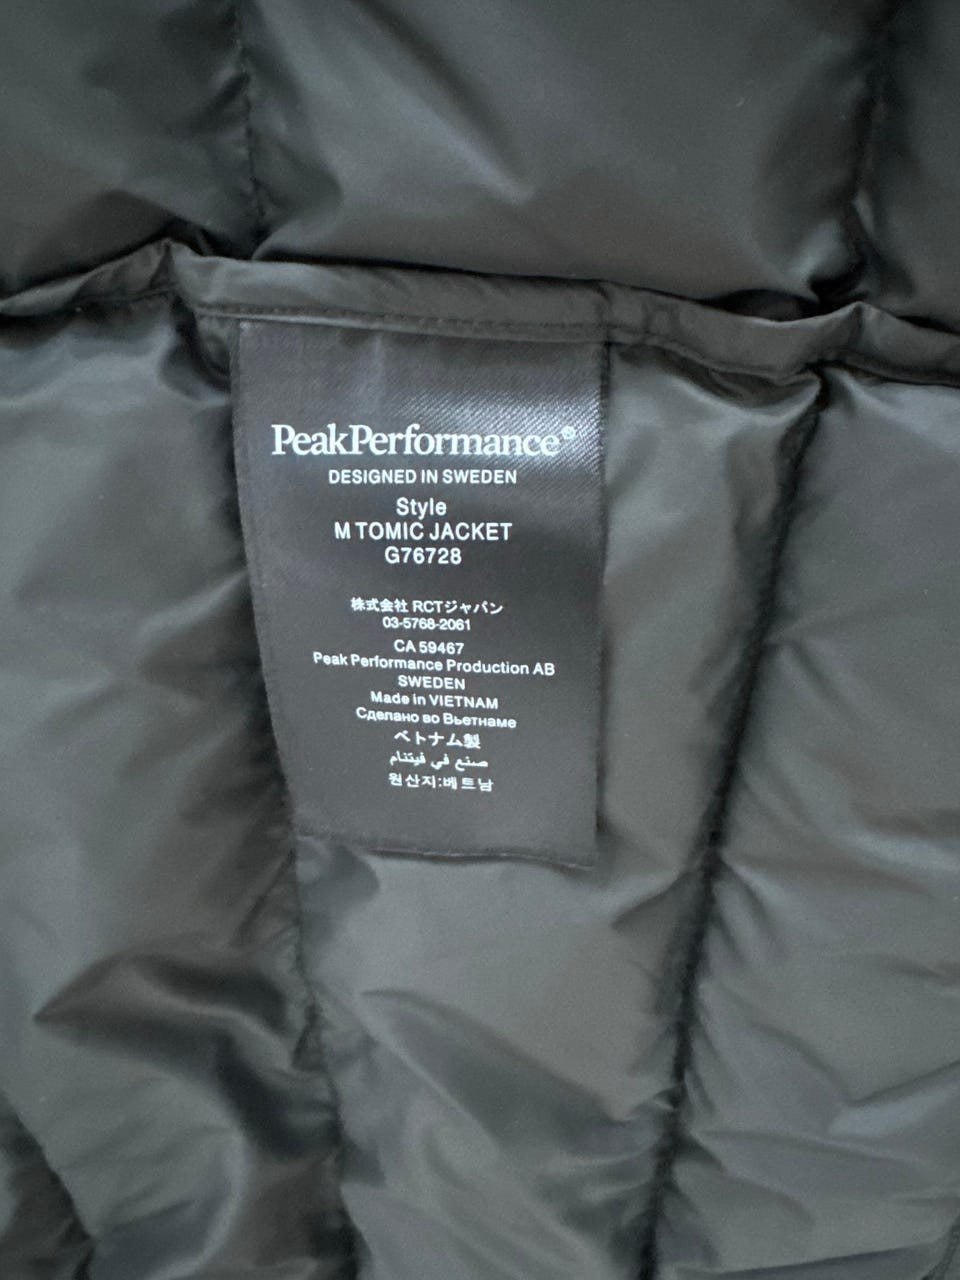 PeakPerformance®
DESIGNED IN SWEDEN
Style
M TOMIC JACKET
G76728
株式会社 RCTジャパン
03-5768-2061
CA 59467
Peak Performance Production AB
SWEDEN
Made in VIETNAM
Сделано во Вьетнаме
ベトナム製
صنع في فيتنام
원산지:베트남